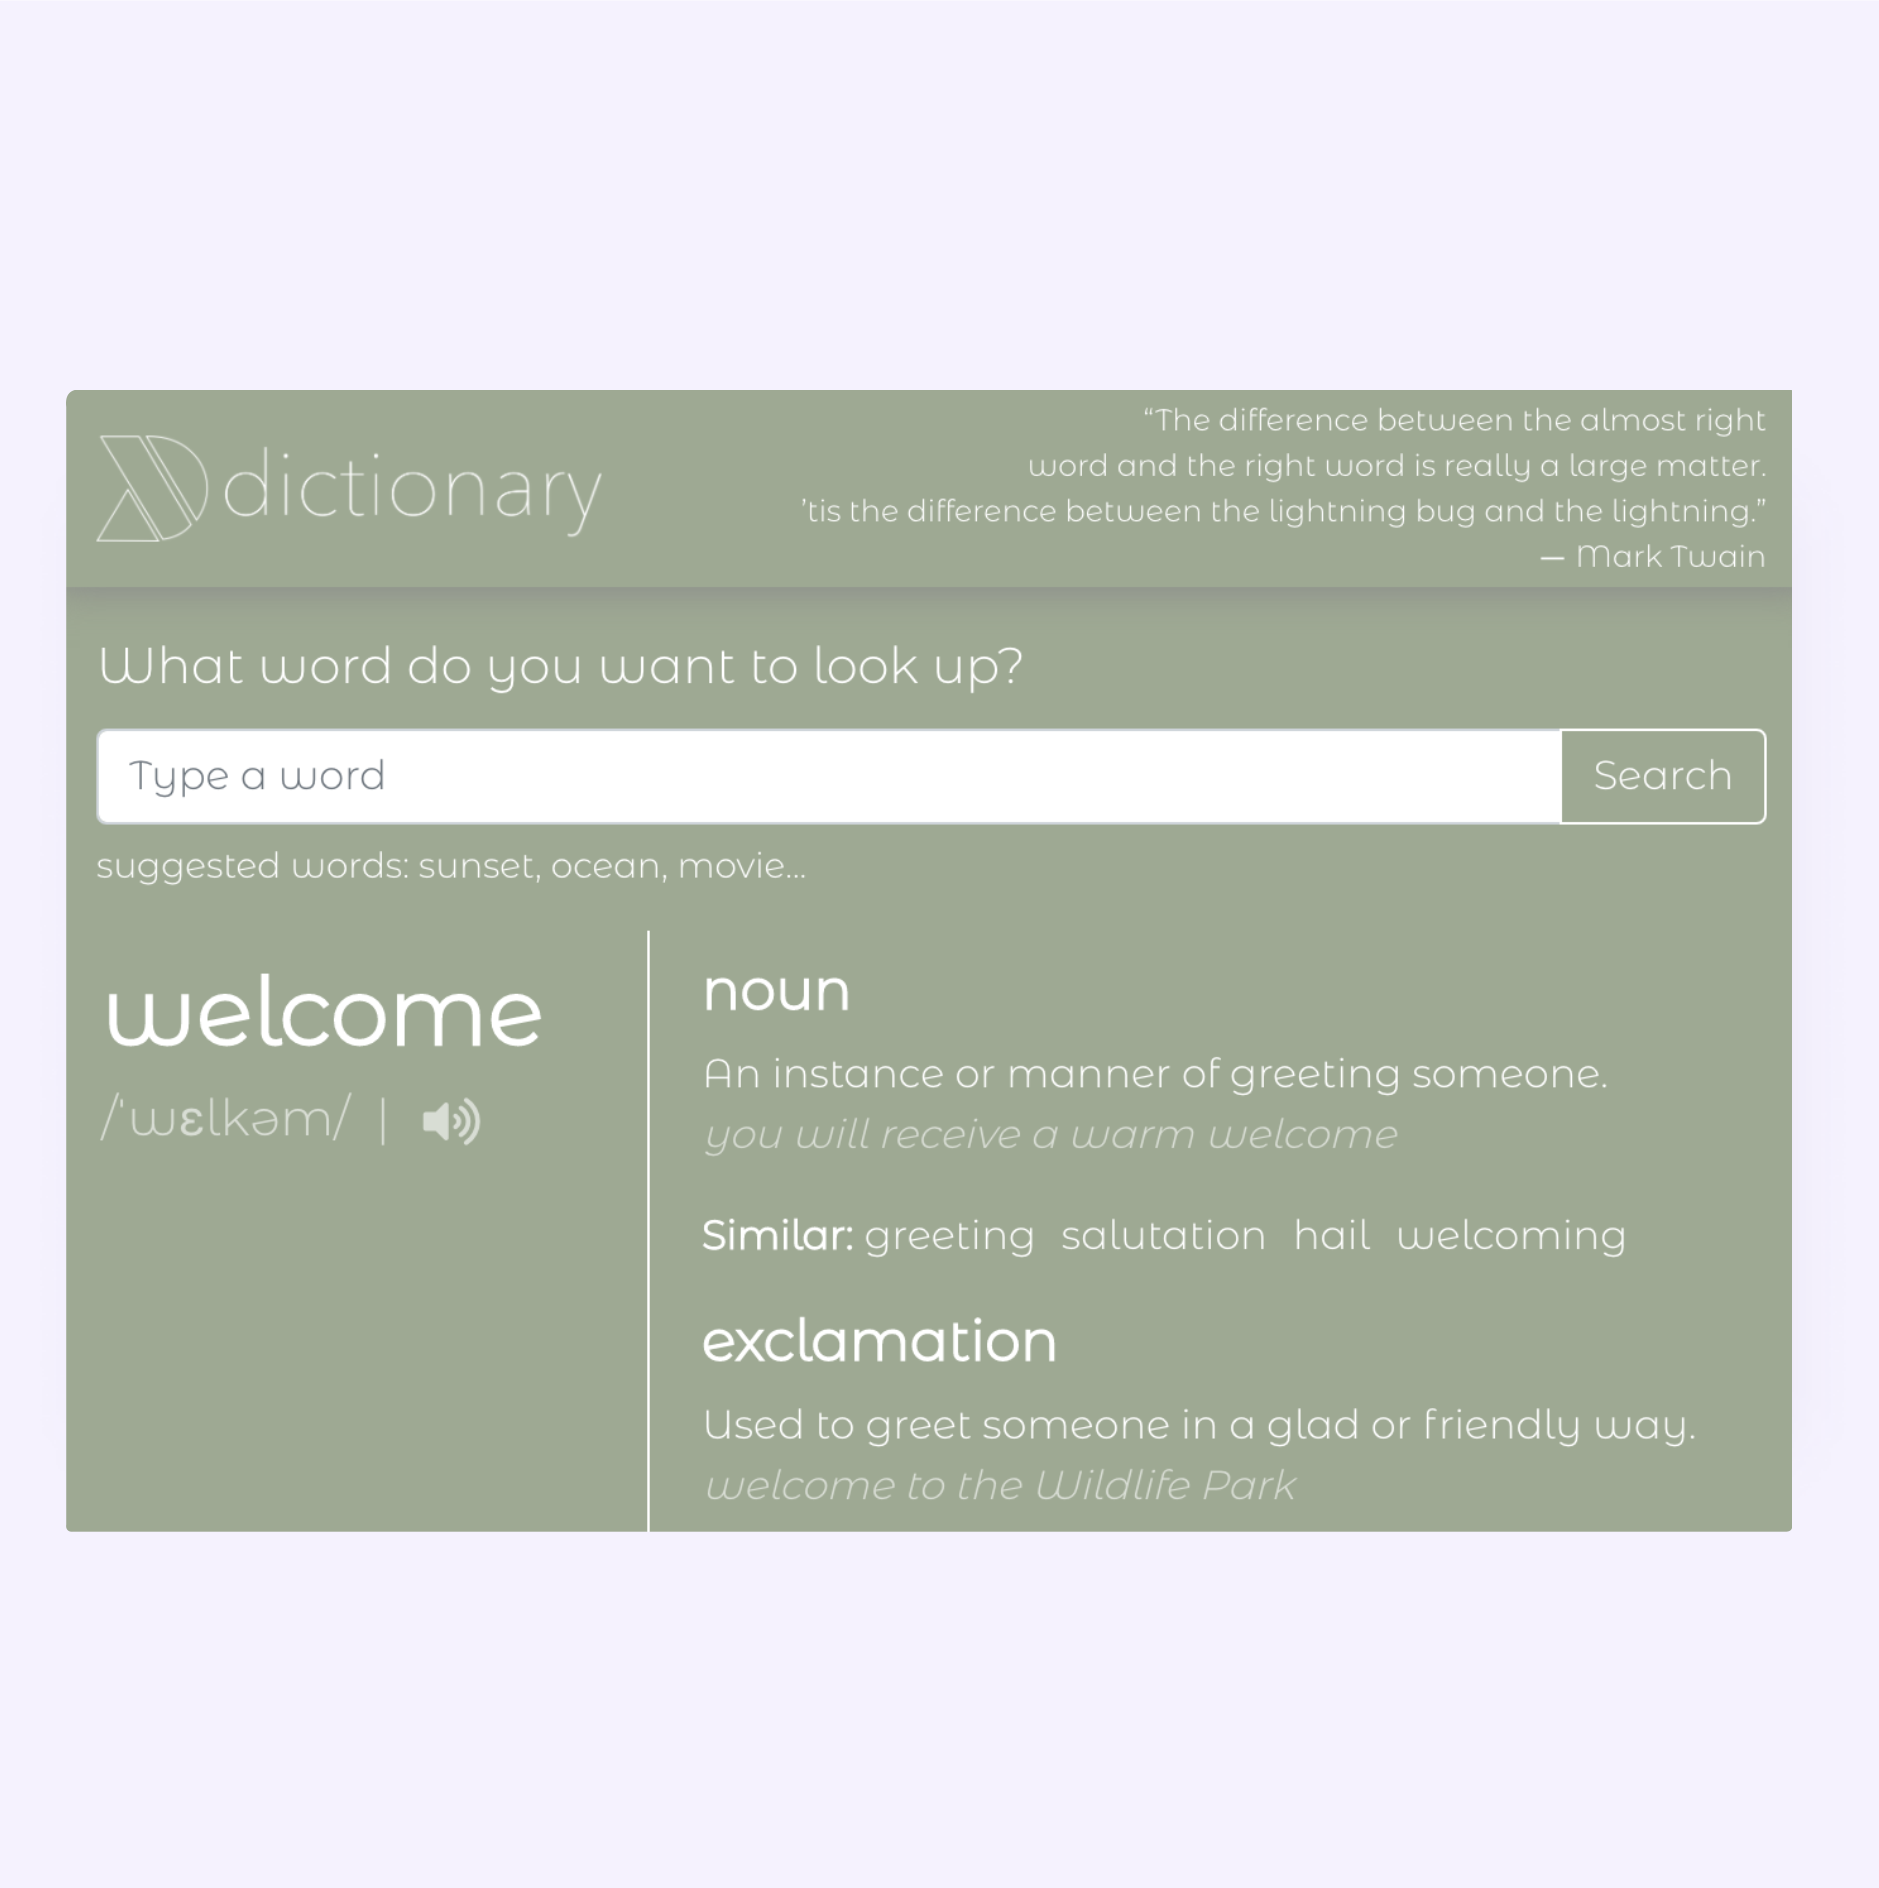 dictionary
“The difference between the almost right
word and the right word is really a large matter.
’tis the difference between the lightning bug and the lightning.”
— Mark Twain
What word do you want to look up?
Type a word
Search
suggested words: sunset, ocean, movie...
welcome
/ˈwɛlkəm/ |
noun
An instance or manner of greeting someone.
you will receive a warm welcome
Similar: greeting salutation hail welcoming
exclamation
Used to greet someone in a glad or friendly way.
welcome to the Wildlife Park